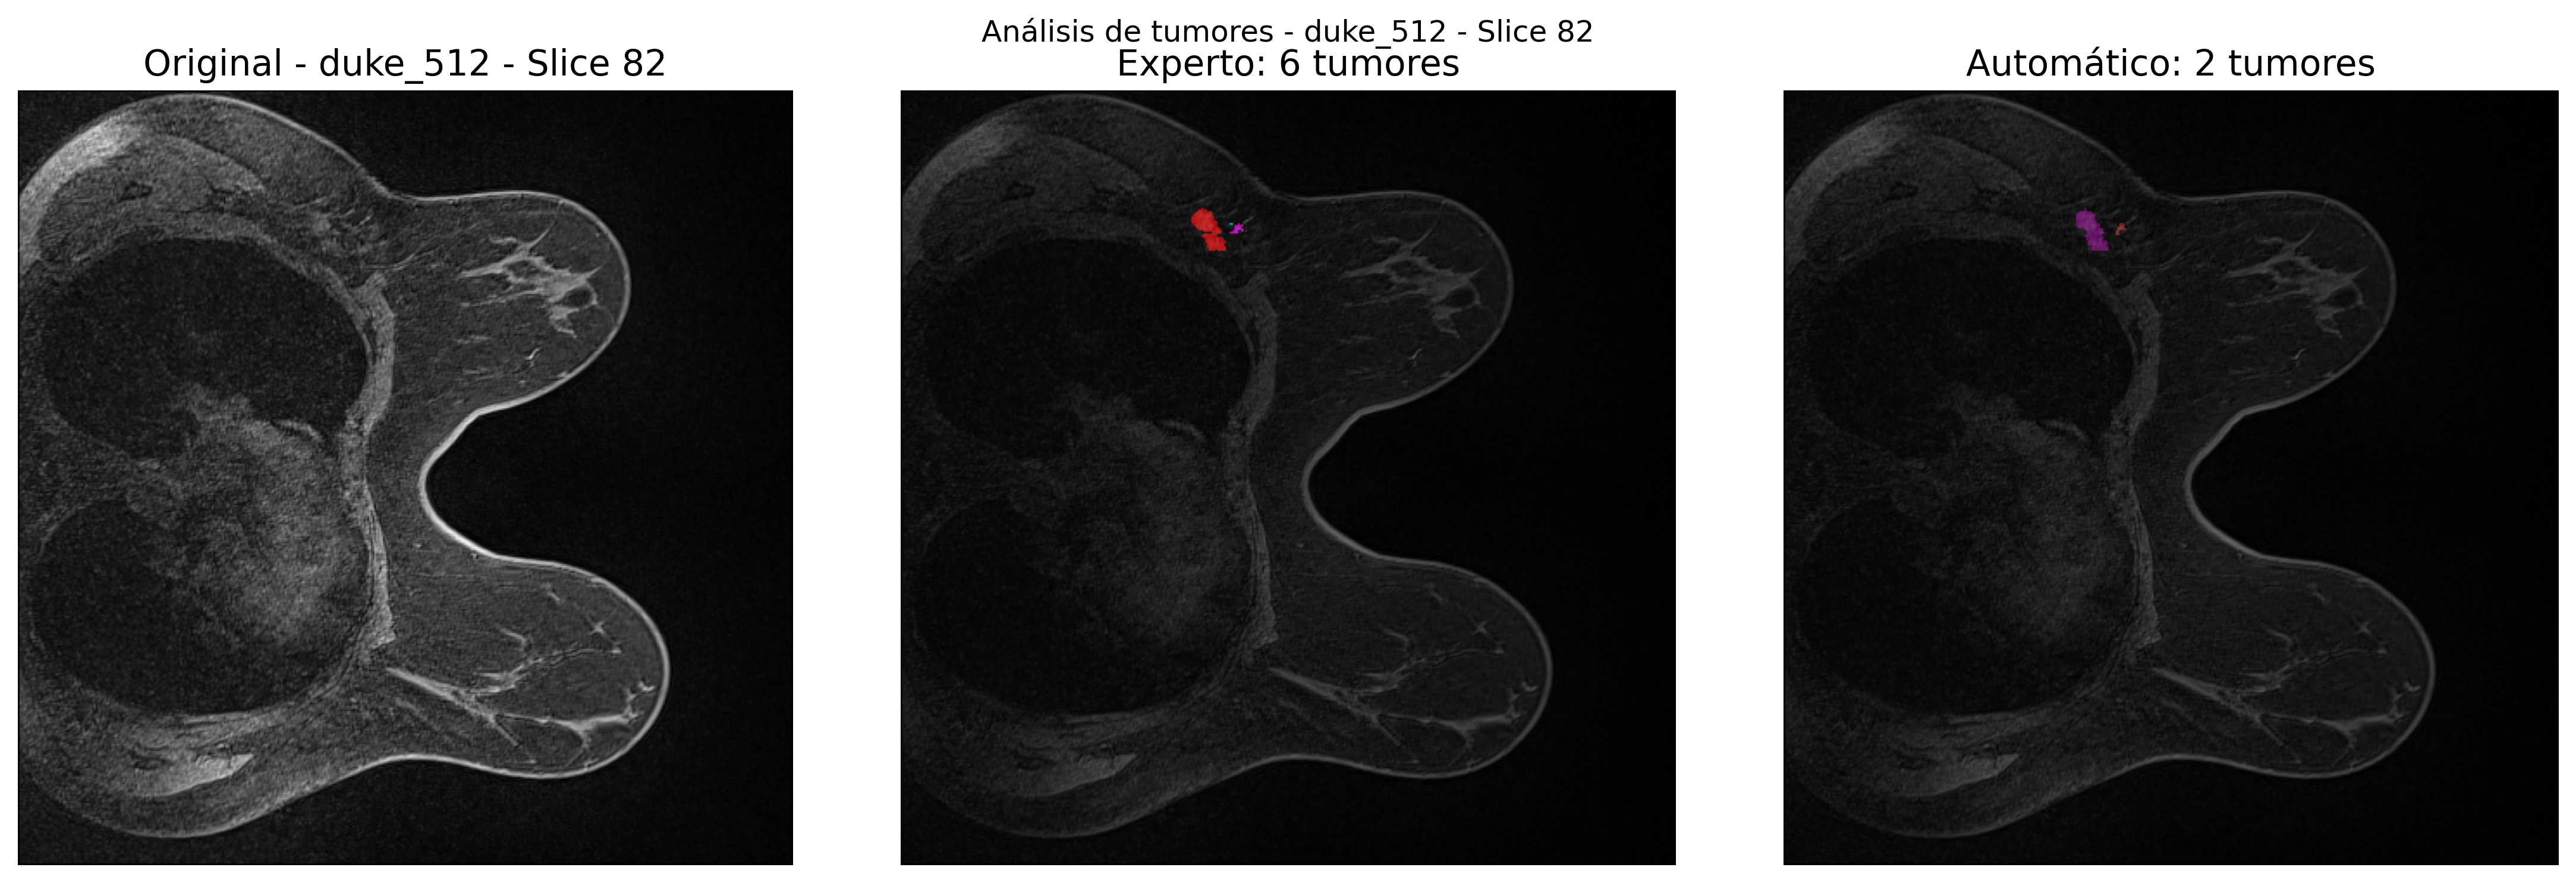 Análisis de tumores - duke_512 - Slice 82
Original - duke_512 - Slice 82
Experto: 6 tumores
Automático: 2 tumores